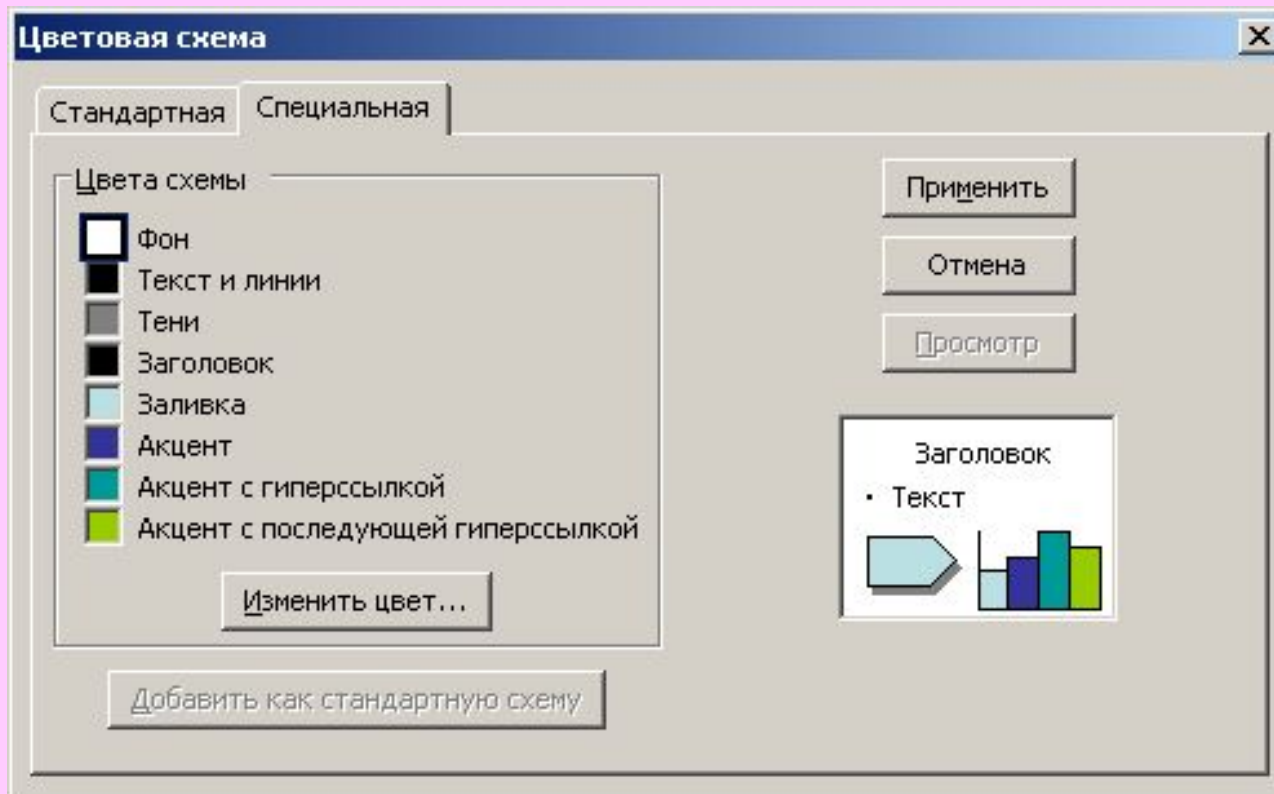 Цветовая схема
Стандартная
Специальная
Цвета схемы
Фон
Текст и линии
Тени
Заголовок
Заливка
Акцент
Акцент с гиперссылкой
Акцент с последующей гиперссылкой
Изменить цвет...
Добавить как стандартную схему
Применить
Отмена
Просмотр
Заголовок
• Текст